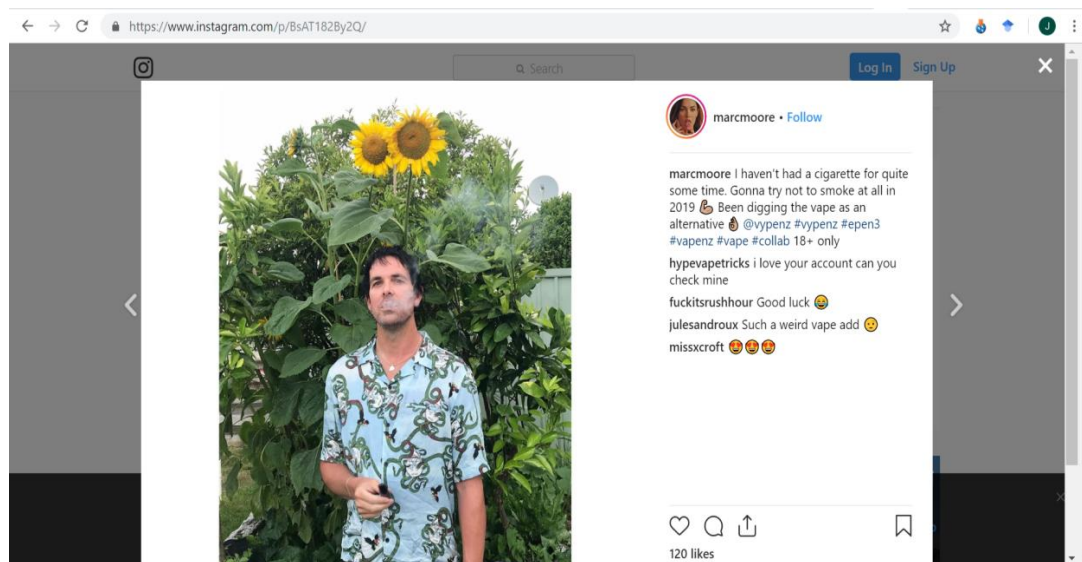 https://www.instagram.com/p/BsAT182By2Q/
J
Search
Log In
Sign Up
marcmoore • Follow
marcmoore I haven't had a cigarette for quite
some time. Gonna try not to smoke at all in
2019 💪 Been digging the vape as an
alternative 👌 @vypenz #vypenz #epen3
#vapenz #vape #collab 18+ only
hypevapetricks i love your account can you
check mine
fuckitsrushhour Good luck 😂
julesandroux Such a weird vape add 🤨
missxcroft 😍😍😍
120 likes